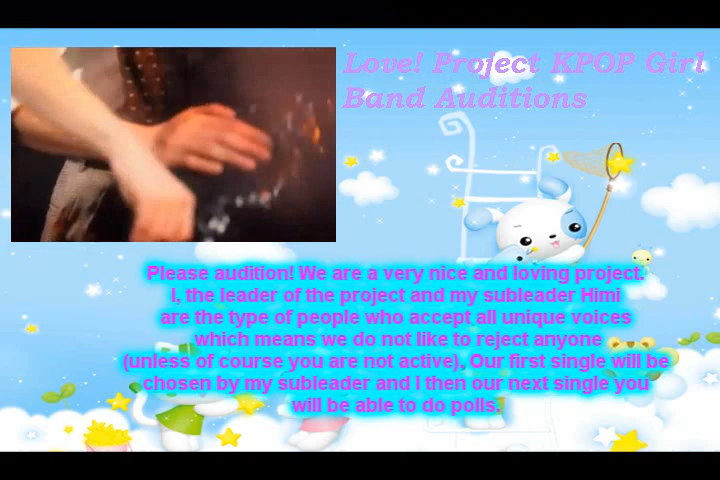 Love! Project KPOP Girl
Band Auditions
Please audition! We are a very nice and loving project.
I, the leader of the project and my subleader Himi
are the type of people who accept all unique voices
which means we do not like to reject anyone
(unless of course you are not active), Our first single will be
chosen by my subleader and I then our next single you
will be able to do polls.